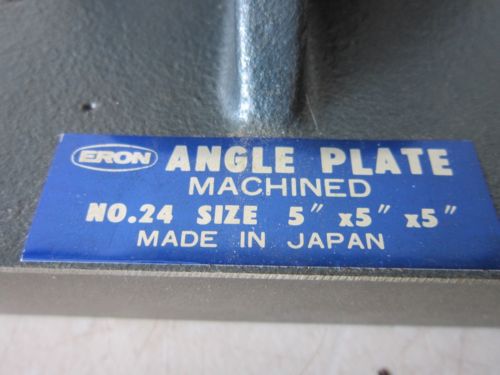 ERON ANGLE PLATE
MACHINED
NO.24 SIZE 5" x5" x5"
MADE IN JAPAN